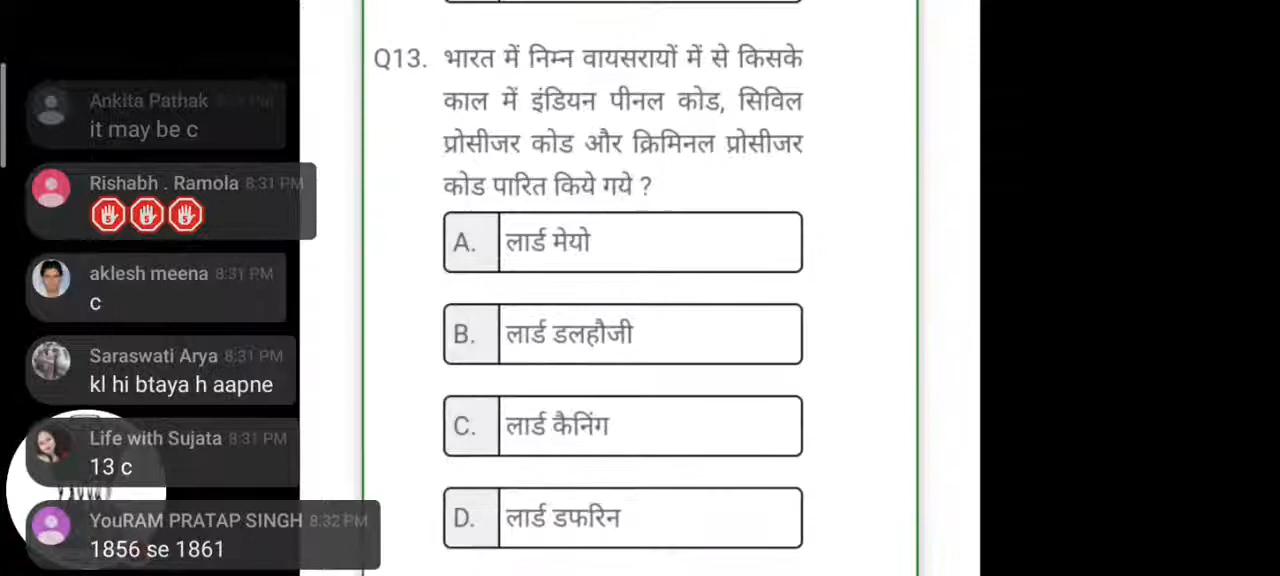 Ankita Pathak
it may be c
Rishabh . Ramola 8:31 PM
aklesh meena 8:31 PM
c
Saraswati Arya 8:31 PM
kl hi btaya h aapne
Life with Sujata 8:31 PM
13 c
YouRAM PRATAP SINGH 8:32 PM
1856 se 1861
Q13. भारत में निम्न वायसरायों में से किसके
काल में इंडियन पीनल कोड, सिविल
प्रोसीजर कोड और क्रिमिनल प्रोसीजर
कोड पारित किये गये ?
A. लार्ड मेयो
B. लार्ड डलहौजी
C. लार्ड कैनिंग
D. लार्ड डफरिन